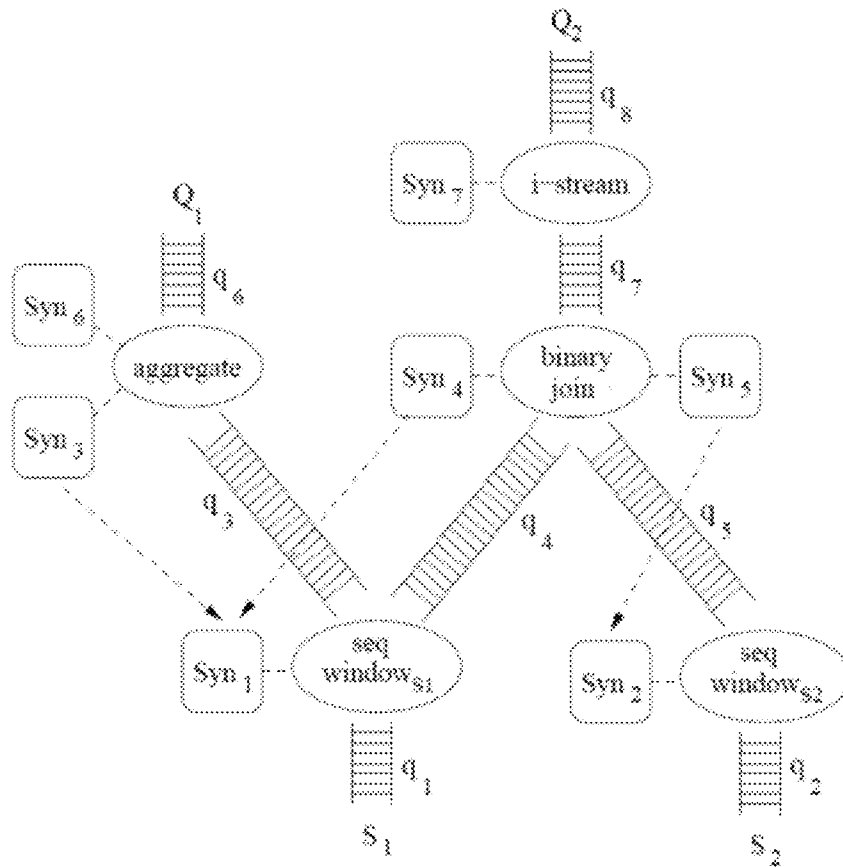 Q2
q8
Syn7
i-stream
Q1
q6
q7
Syn6
aggregate
Syn4
binary
join
Syn5
Syn3
q3
q4
q5
Syn1
seq
windowS1
Syn2
seq
windowS2
q1
q2
S1
S2